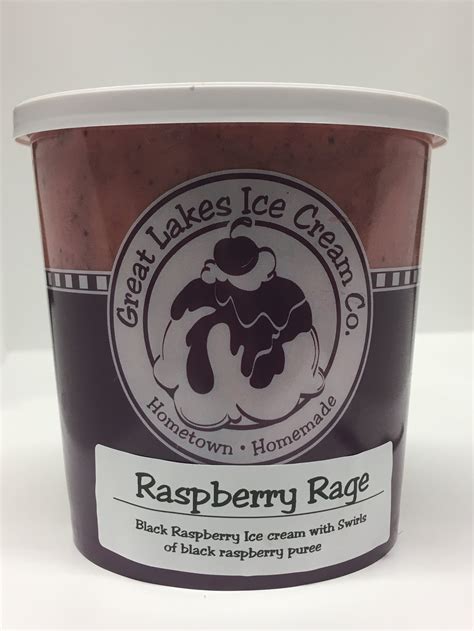 Great Lakes Ice Cream Co.
Hometown • Homemade
Raspberry Rage
Black Raspberry Ice cream with Swirls
of black raspberry puree